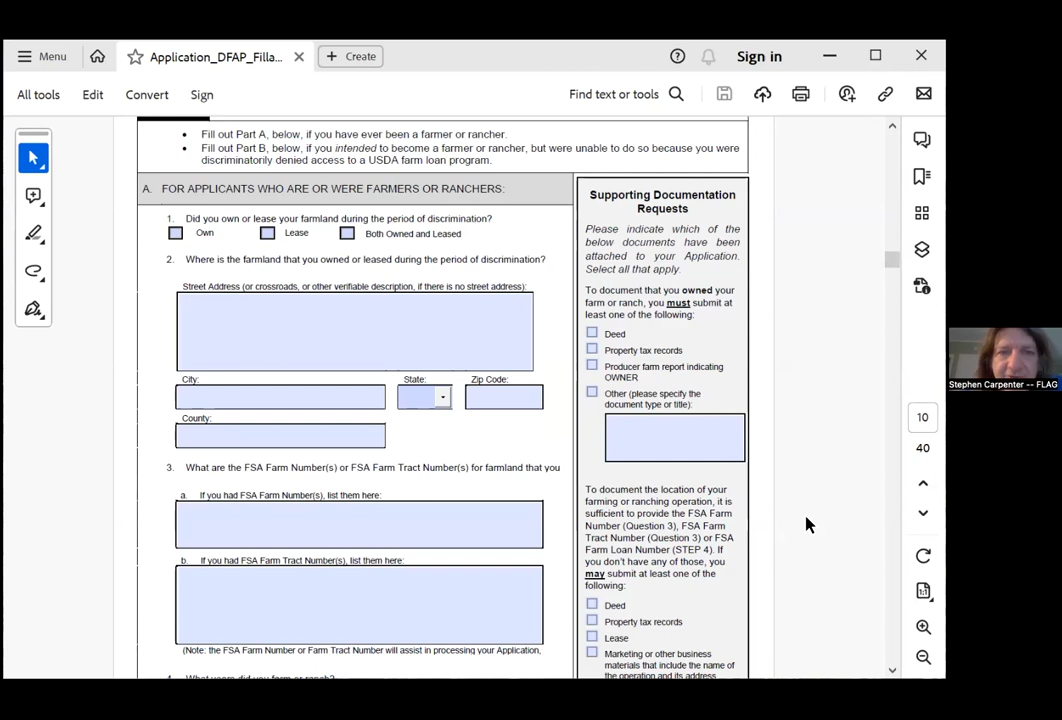 Menu
Application_DFAP_Filla...
Create
Sign in
All tools
Edit
Convert
Sign
Find text or tools
• Fill out Part A, below, if you have ever been a farmer or rancher.
• Fill out Part B, below, if you intended to become a farmer or rancher, but were unable to do so because you were
discriminatorily denied access to a USDA farm loan program.
A. FOR APPLICANTS WHO ARE OR WERE FARMERS OR RANCHERS:
1. Did you own or lease your farmland during the period of discrimination?
Own
Lease
Both Owned and Leased
2. Where is the farmland that you owned or leased during the period of discrimination?
Street Address (or crossroads, or other verifiable description, if there is no street address):
City:
State:
Zip Code:
County:
3. What are the FSA Farm Number(s) or FSA Farm Tract Number(s) for farmland that you
a. If you had FSA Farm Number(s), list them here:
b. If you had FSA Farm Tract Number(s), list them here:
(Note: the FSA Farm Number or Farm Tract Number will assist in processing your Application,
4. What years did you farm or ranch?
Supporting Documentation
Requests
Please indicate which of the
below documents have been
attached to your Application.
Select all that apply.
To document that you owned your
farm or ranch, you must submit at
least one of the following:
Deed
Property tax records
Producer farm report indicating
OWNER
Other (please specify the
document type or title):
To document the location of your
farming or ranching operation, it is
sufficient to provide the FSA Farm
Number (Question 3), FSA Farm
Tract Number (Question 3) or FSA
Farm Loan Number (STEP 4). If
you don't have any of those, you
may submit at least one of the
following:
Deed
Property tax records
Lease
Marketing or other business
materials that include the name of
the operation and its address
10
40
1:1
Stephen Carpenter -- FLAG